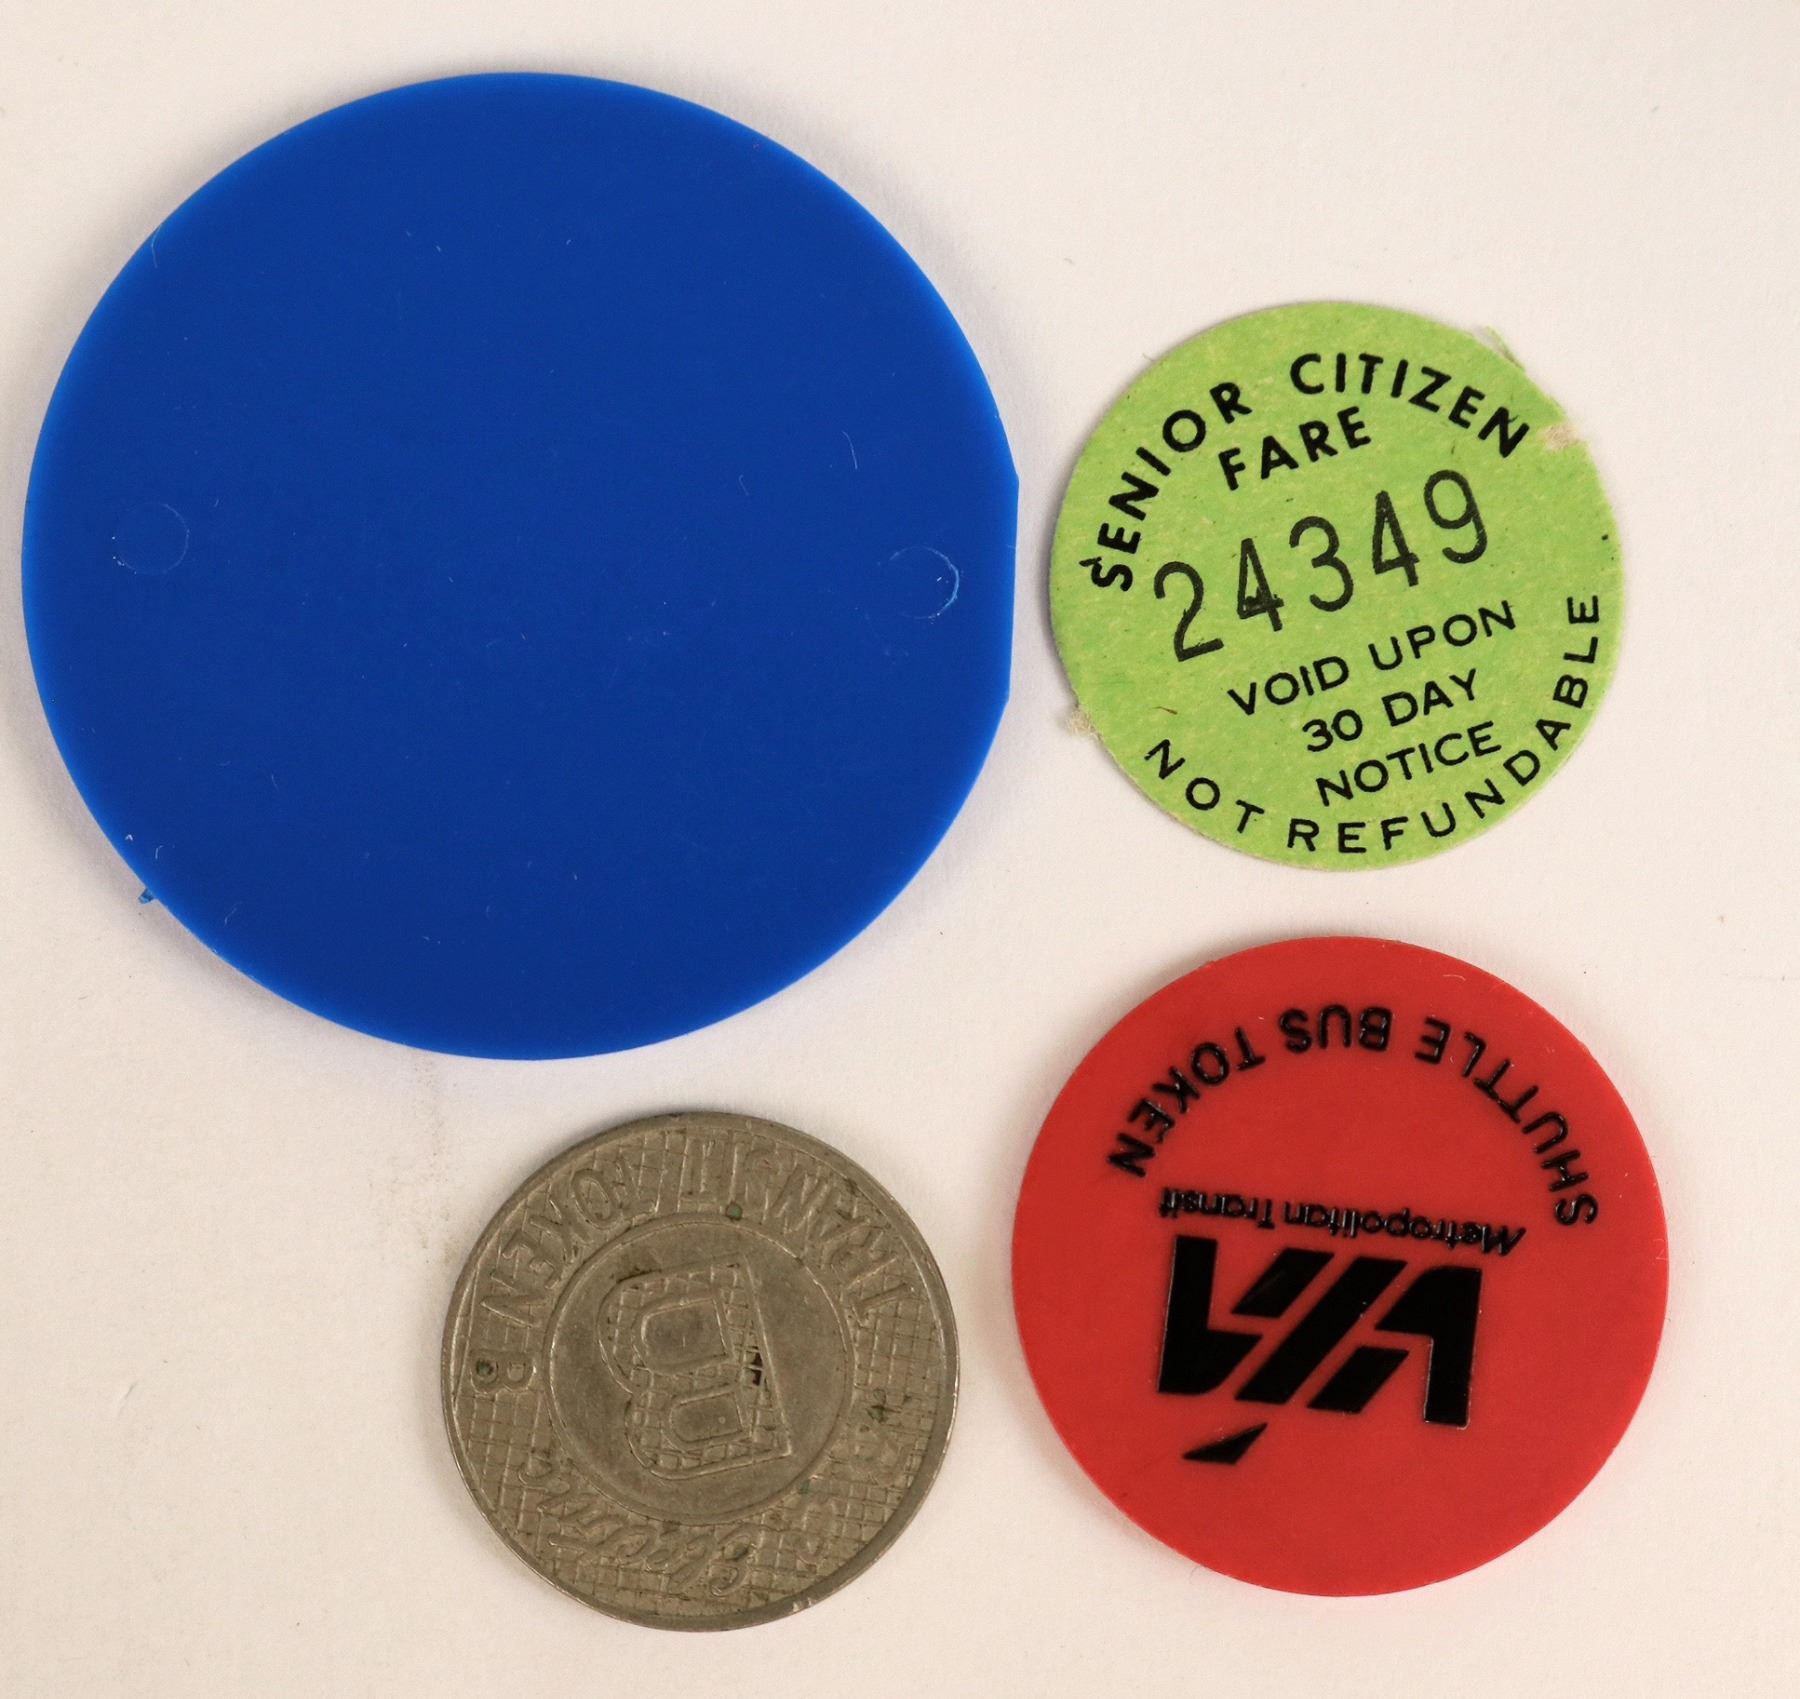 SENIOR CITIZEN
FARE
24349
VOID UPON
30 DAY
NOTICE
NOT REFUNDABLE
VIA
Metropolitan Transit
SHUTTLE BUS TOKEN
TRANSIT TOKEN
B
Electric